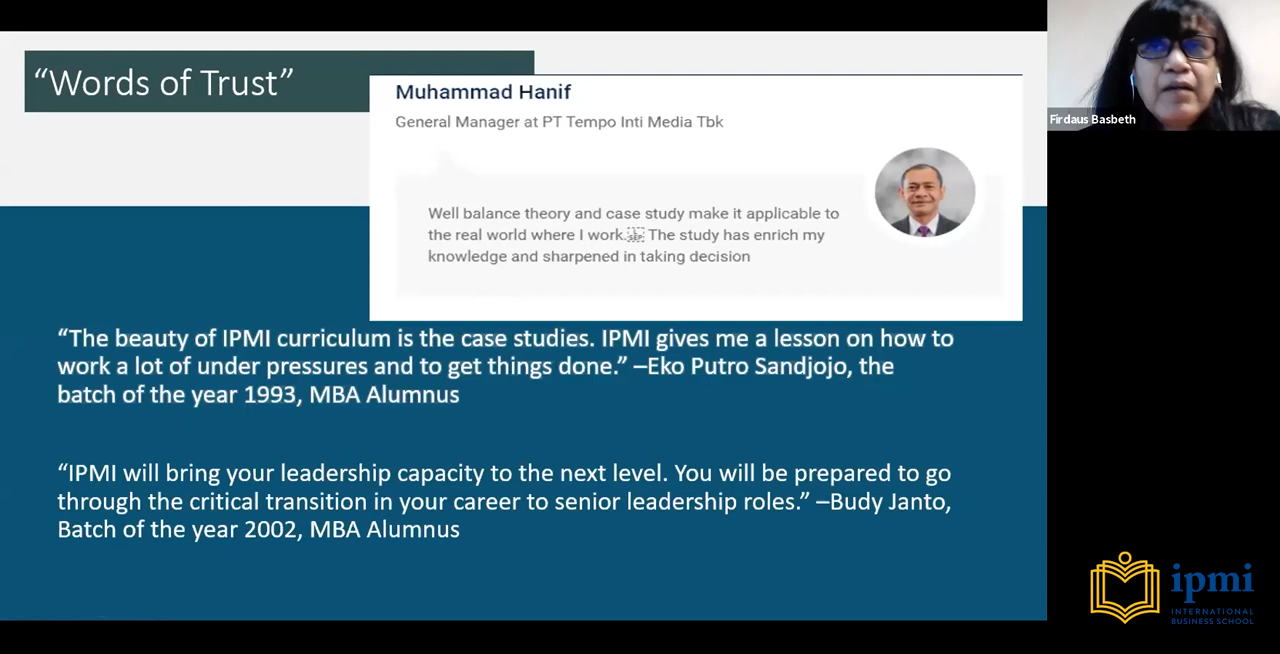 “Words of Trust”
Muhammad Hanif
General Manager at PT Tempo Inti Media Tbk
Well balance theory and case study make it applicable to
the real world where I work. The study has enrich my
knowledge and sharpened in taking decision
“The beauty of IPMI curriculum is the case studies. IPMI gives me a lesson on how to
work a lot of under pressures and to get things done.” –Eko Putro Sandjojo, the
batch of the year 1993, MBA Alumnus
“IPMI will bring your leadership capacity to the next level. You will be prepared to go
through the critical transition in your career to senior leadership roles.” –Budy Janto,
Batch of the year 2002, MBA Alumnus
Firdaus Basbeth
ipmi
INTERNATIONAL
BUSINESS SCHOOL